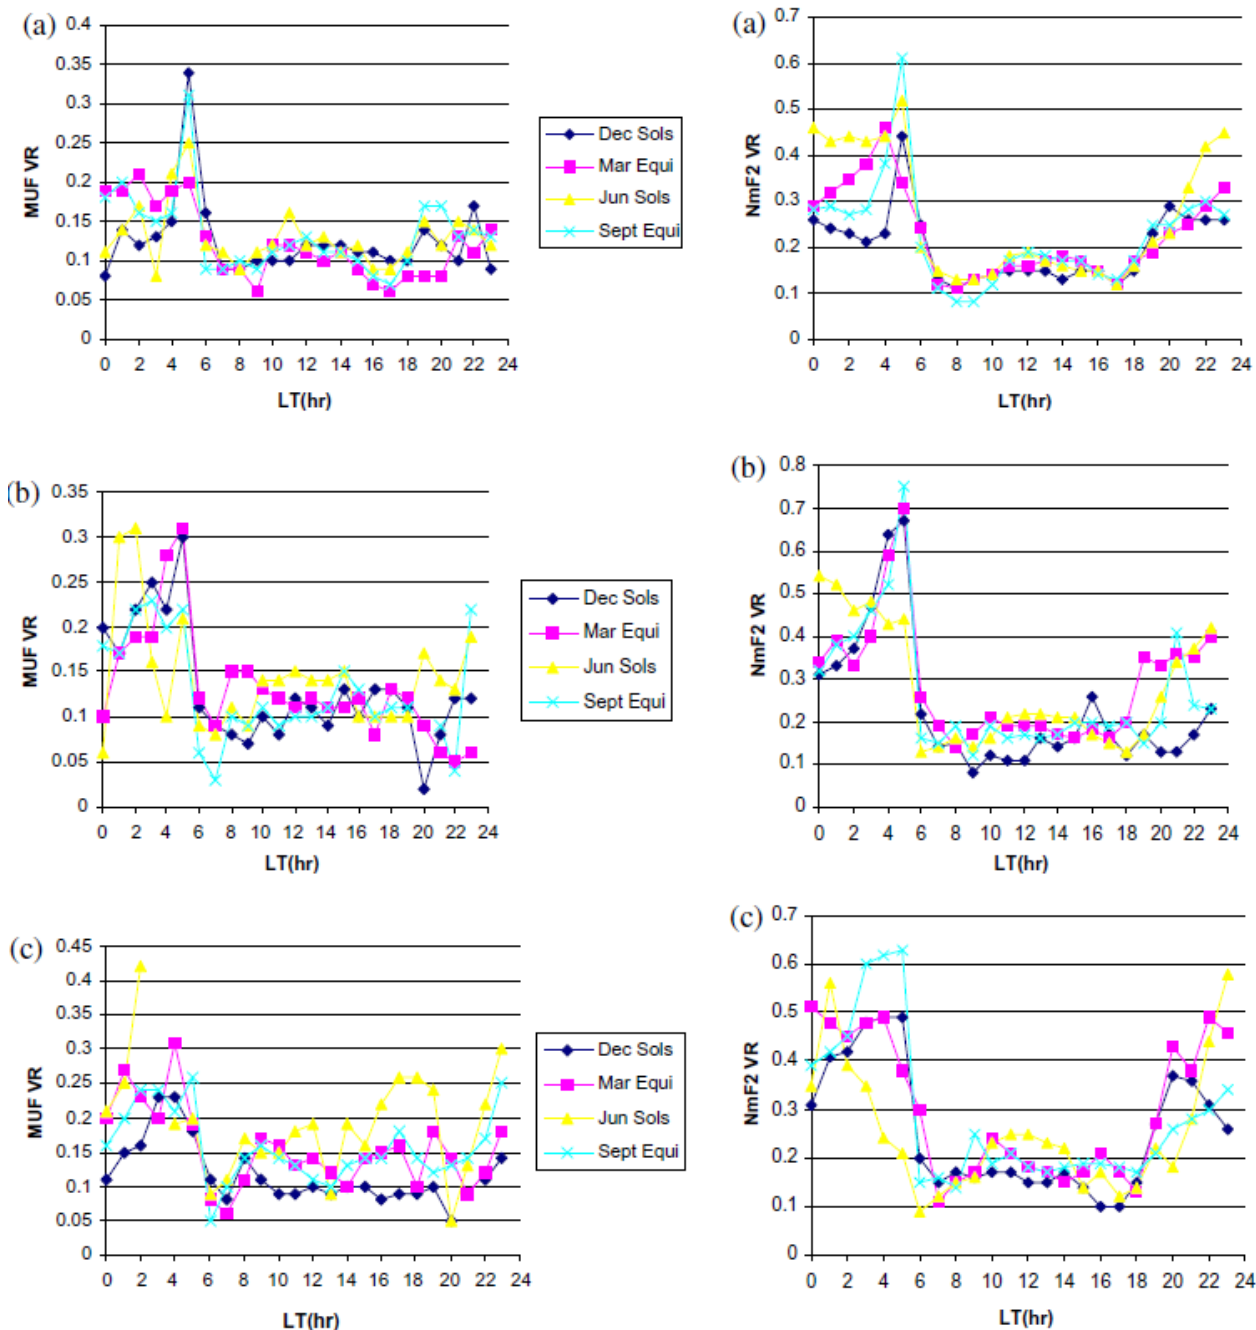 (a)
0.4
0.35
0.3
0.25
0.2
0.15
0.1
0.05
0
MUF VR
0 2 4 6 8 10 12 14 16 18 20 22 24
LT(hr)
Dec Sols
Mar Equi
Jun Sols
Sept Equi
(a)
0.7
0.6
0.5
0.4
0.3
0.2
0.1
0
NmF2 VR
0 2 4 6 8 10 12 14 16 18 20 22 24
LT(hr)
(b)
0.35
0.3
0.25
0.2
0.15
0.1
0.05
0
MUF VR
0 2 4 6 8 10 12 14 16 18 20 22 24
LT(hr)
Dec Sols
Mar Equi
Jun Sols
Sept Equi
(b)
0.8
0.7
0.6
0.5
0.4
0.3
0.2
0.1
0
NmF2 VR
0 2 4 6 8 10 12 14 16 18 20 22 24
LT(hr)
(c)
0.45
0.4
0.35
0.3
0.25
0.2
0.15
0.1
0.05
0
MUF VR
0 2 4 6 8 10 12 14 16 18 20 22 24
LT(hr)
Dec Sols
Mar Equi
Jun Sols
Sept Equi
(c)
0.7
0.6
0.5
0.4
0.3
0.2
0.1
0
NmF2 VR
0 2 4 6 8 10 12 14 16 18 20 22 24
LT(hr)